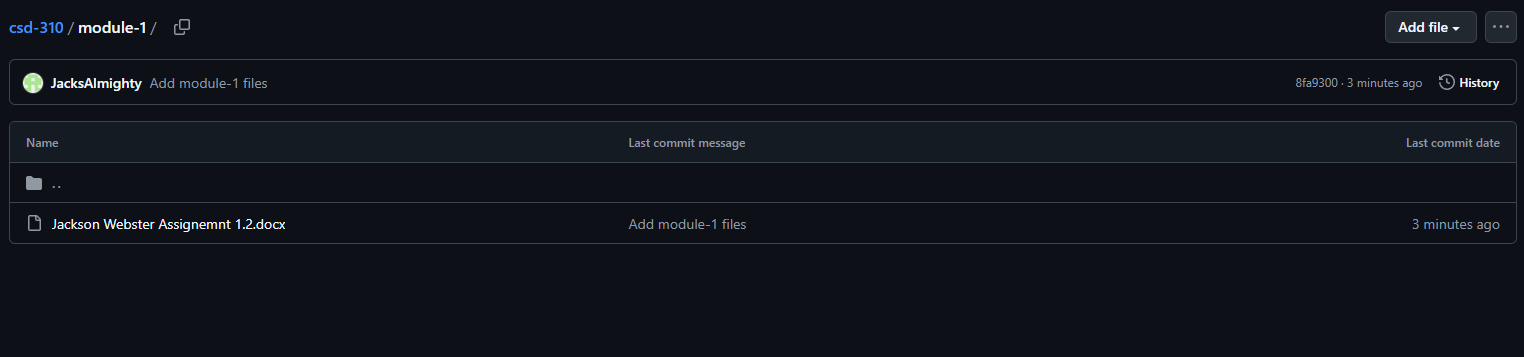 csd-310 / module-1 /
Add file
JacksAlmighty Add module-1 files
8fa9300 · 3 minutes ago
History
Name Last commit message Last commit date
..
Jackson Webster Assignemnt 1.2.docx Add module-1 files 3 minutes ago